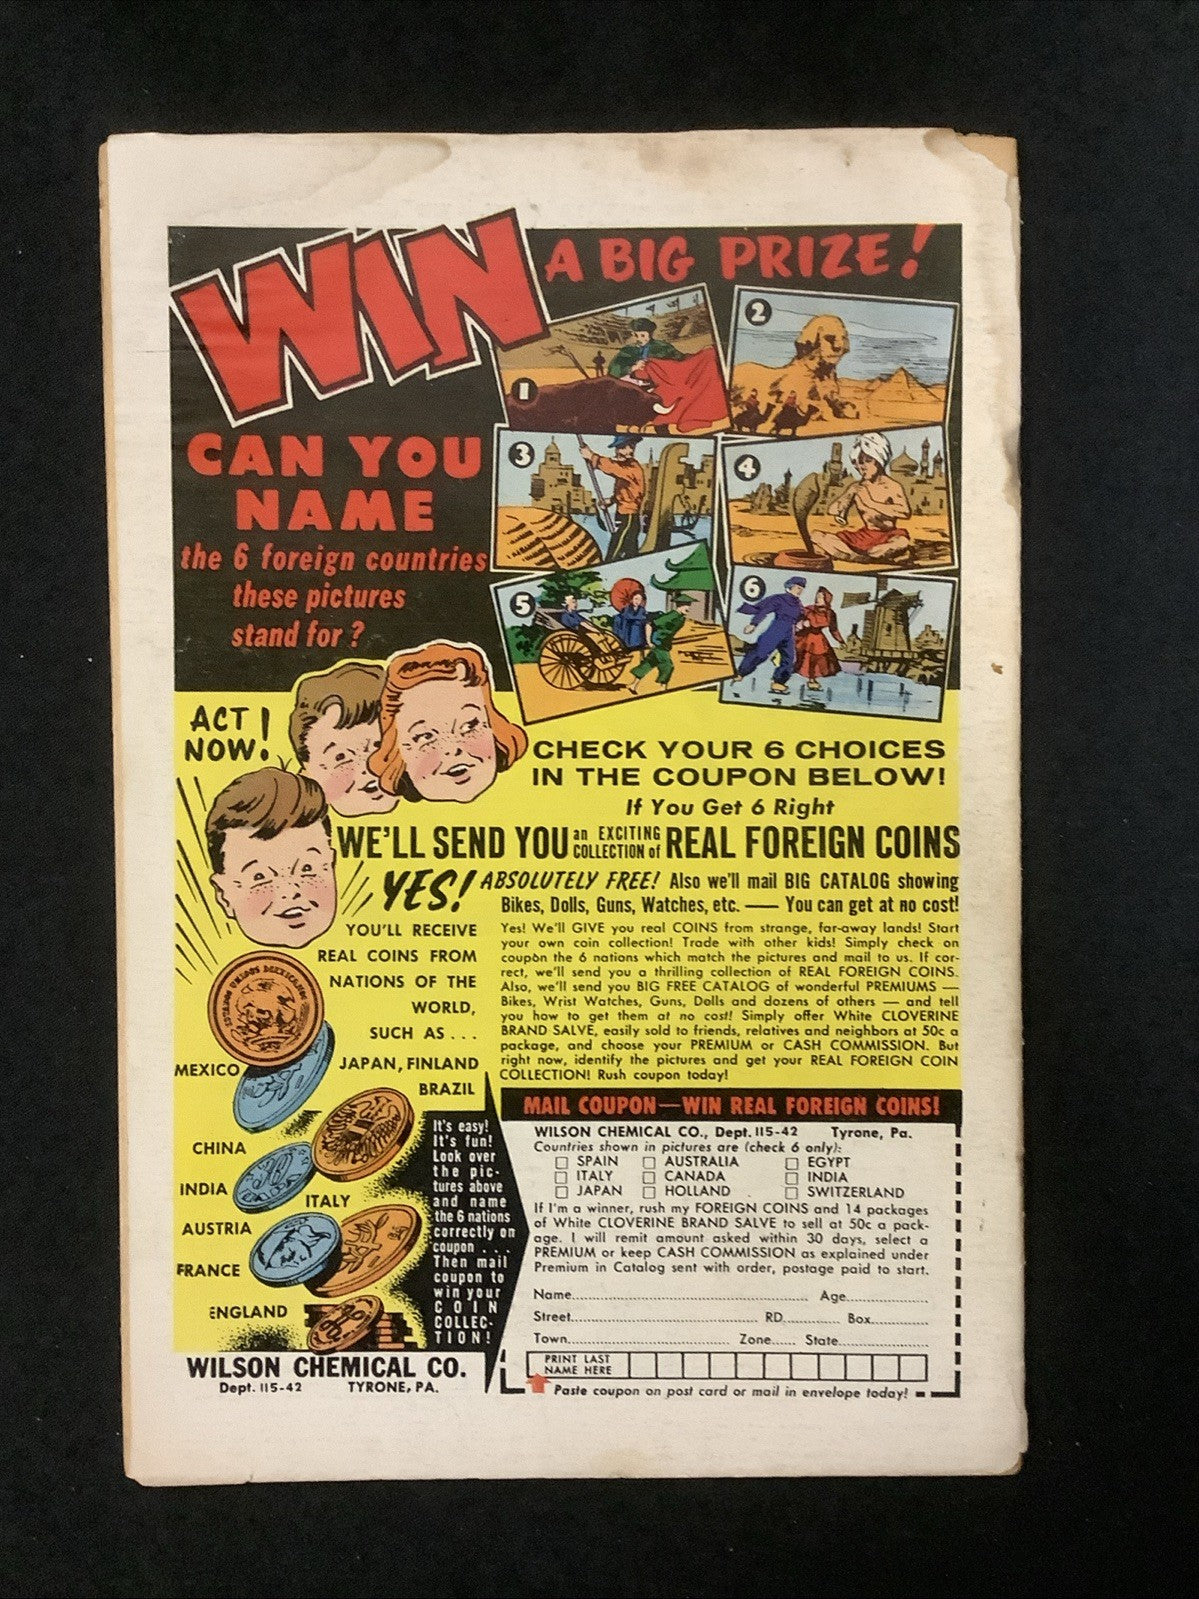 WIN
A BIG PRIZE!
CAN YOU
NAME
the 6 foreign countries
these pictures
stand for?
1
2
3
4
5
6
ACT
NOW!
CHECK YOUR 6 CHOICES
IN THE COUPON BELOW!
If You Get 6 Right
WE'LL SEND YOU an EXCITING COLLECTION of REAL FOREIGN COINS
YES! ABSOLUTELY FREE! Also we'll mail BIG CATALOG showing
Bikes, Dolls, Guns, Watches, etc. — You can get at no cost!
YOU'LL RECEIVE
REAL COINS FROM
NATIONS OF THE
WORLD,
SUCH AS...
ESTADOS UNIDOS MEXICANOS
MEXICO
JAPAN, FINLAND
BRAZIL
CHINA
INDIA
ITALY
AUSTRIA
FRANCE
ENGLAND
Yes! We'll GIVE you real COINS from strange, far-away lands! Start
your own coin collection! Trade with other kids! Simply check on
coupon the 6 nations which match the pictures and mail to us. If cor-
rect, we'll send you a thrilling collection of REAL FOREIGN COINS.
Also, we'll send you BIG FREE CATALOG of wonderful PREMIUMS —
Bikes, Wrist Watches, Guns, Dolls and dozens of others — and tell
you how to get them at no cost! Simply offer White CLOVERINE
BRAND SALVE, easily sold to friends, relatives and neighbors at 50c a
package, and choose your PREMIUM or CASH COMMISSION. But
right now, identify the pictures and get your REAL FOREIGN COIN
COLLECTION! Rush coupon today!
It's easy!
It's fun!
Look over
the pic-
tures above
and name
the 6 nations
correctly on
coupon ...
Then mail
coupon to
win your
COIN
COLLEC-
TION!
WILSON CHEMICAL CO.
Dept. 115-42 TYRONE, PA.
MAIL COUPON—WIN REAL FOREIGN COINS!
WILSON CHEMICAL CO., Dept. 115-42 Tyrone, Pa.
Countries shown in pictures are (check 6 only):
□ SPAIN □ AUSTRALIA □ EGYPT
□ ITALY □ CANADA □ INDIA
□ JAPAN □ HOLLAND □ SWITZERLAND
If I'm a winner, rush my FOREIGN COINS and 14 packages
of White CLOVERINE BRAND SALVE to sell at 50c a pack-
age. I will remit amount asked within 30 days, select a
PREMIUM or keep CASH COMMISSION as explained under
Premium in Catalog sent with order, postage paid to start.
Name........ Age........
Street........ RD........ Box........
Town........ Zone...... State........
PRINT LAST
NAME HERE
Paste coupon on post card or mail in envelope today!